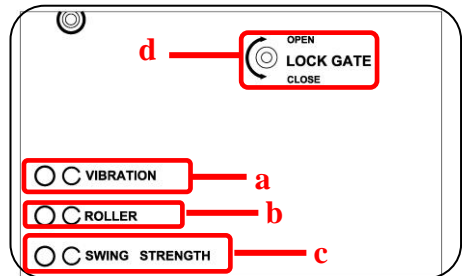 OPEN
d
LOCK GATE
CLOSE
VIBRATION
a
ROLLER
b
SWING STRENGTH
c